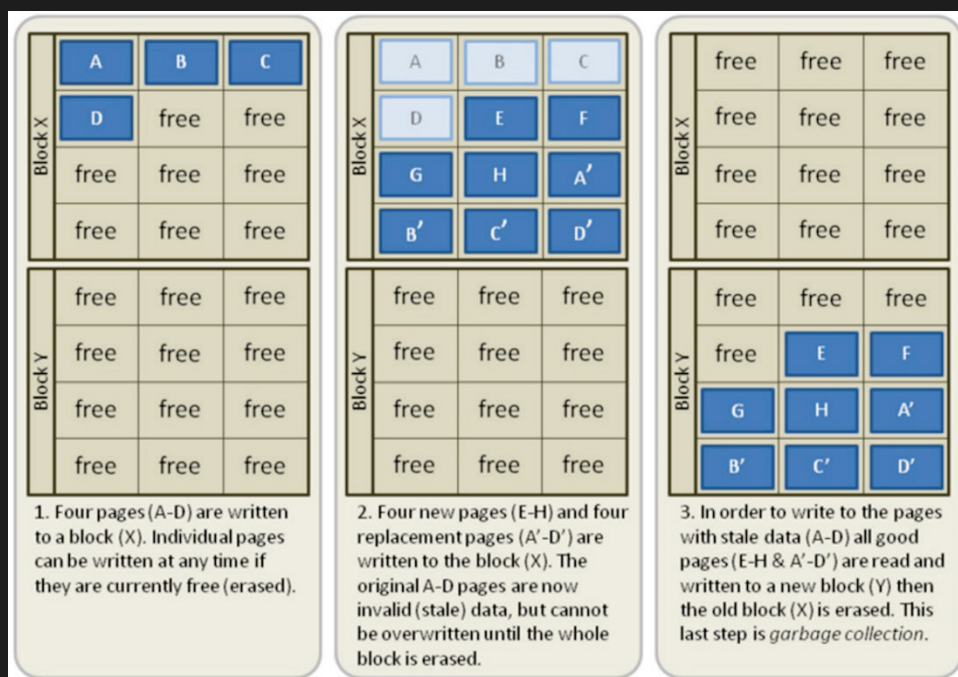 Block X
A B C
D free free
free free free
free free free
Block Y
free free free
free free free
free free free
free free free
1. Four pages (A-D) are written
to a block (X). Individual pages
can be written at any time if
they are currently free (erased).
Block X
A B C
D E F
G H A′
B′ C′ D′
Block Y
free free free
free free free
free free free
free free free
2. Four new pages (E-H) and four
replacement pages (A’-D’) are
written to the block (X). The
original A-D pages are now
invalid (stale) data, but cannot
be overwritten until the whole
block is erased.
Block X
free free free
free free free
free free free
free free free
Block Y
free free free
free E F
G H A’
B’ C’ D’
3. In order to write to the pages
with stale data (A-D) all good
pages (E-H & A’-D’) are read and
written to a new block (Y) then
the old block (X) is erased. This
last step is garbage collection.